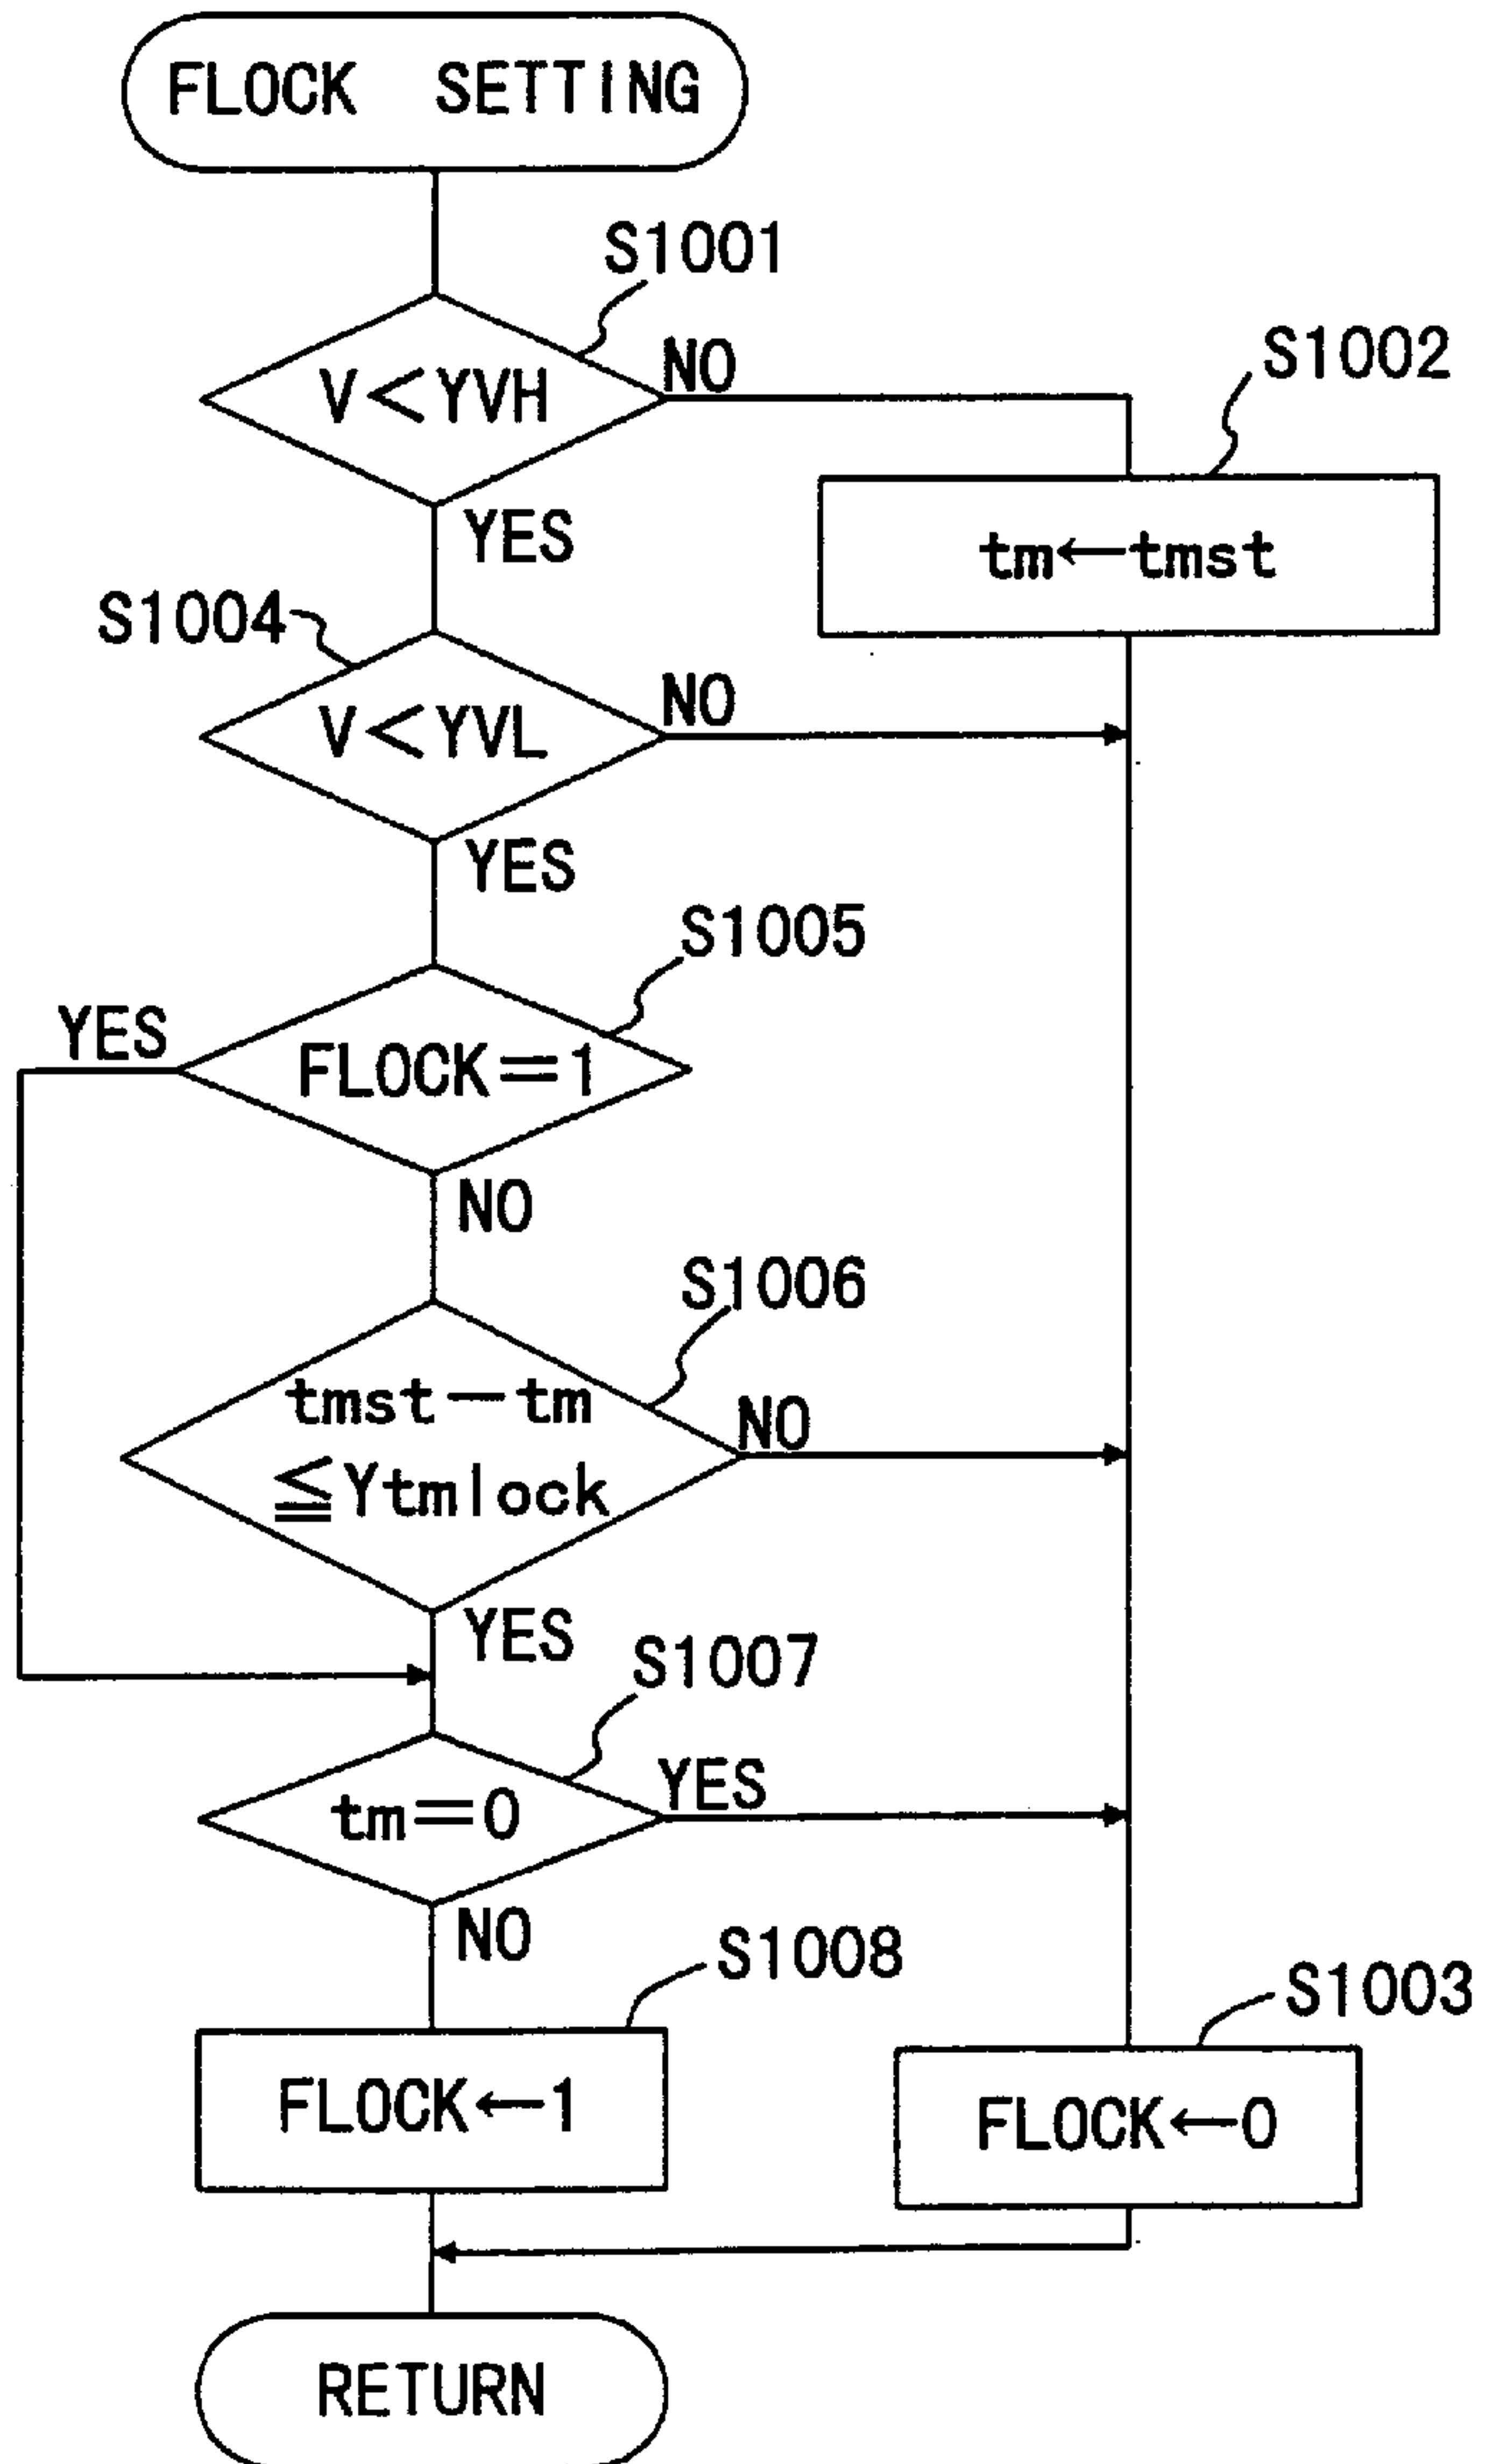 FLOCK SETTING
S1001
V<YVH
NO
S1002
YES
tm←tmst
S1004
V<YVL
NO
YES
S1005
YES
FLOCK=1
NO
S1006
tmst-tm
≦Ytmlock
NO
YES
S1007
tm=0
YES
NO
S1008
S1003
FLOCK←1
FLOCK←0
RETURN